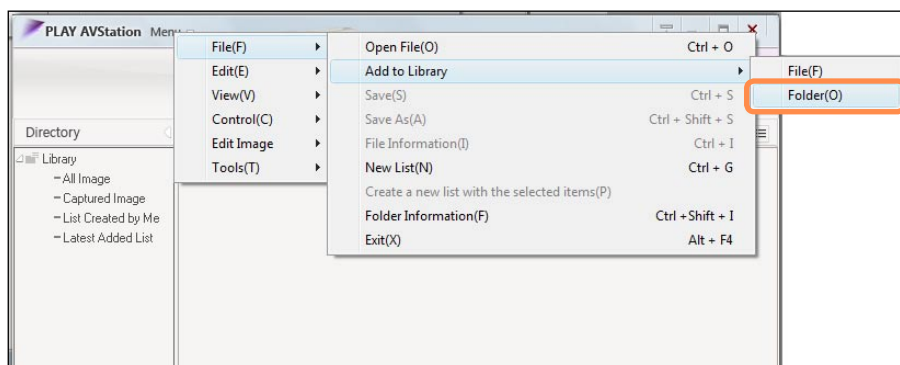 PLAY AVStation Menu
File(F)
Edit(E)
View(V)
Control(C)
Edit Image
Tools(T)
Open File(O) Ctrl + O
Add to Library
Save(S) Ctrl + S
Save As(A) Ctrl + Shift + S
File Information(I) Ctrl + I
New List(N) Ctrl + G
Create a new list with the selected items(P)
Folder Information(F) Ctrl +Shift + I
Exit(X) Alt + F4
File(F)
Folder(O)
Directory
Library
All Image
Captured Image
List Created by Me
Latest Added List